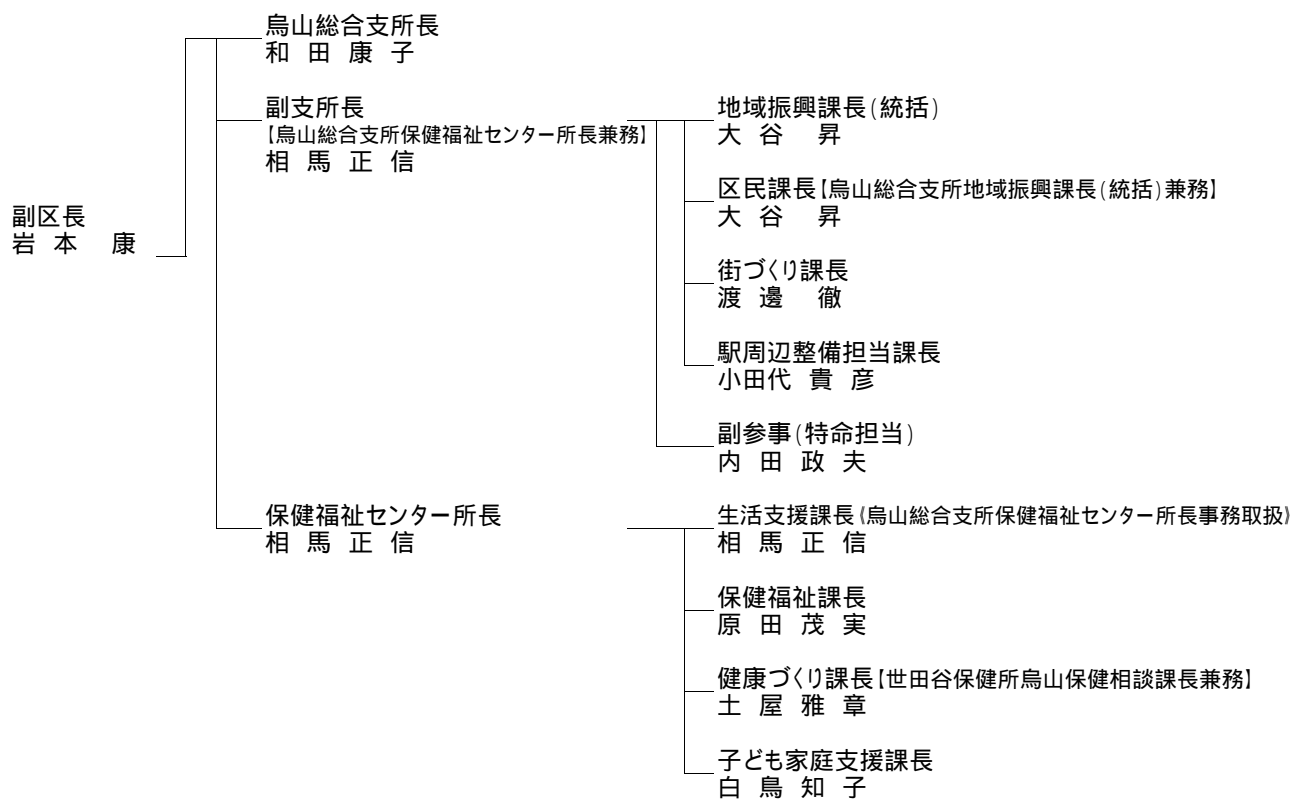 副区長
岩本 康
烏山総合支所長
和田康子
副支所長
【烏山総合支所保健福祉センター所長兼務】
相馬正信
地域振興課長(統括)
大谷 昇
区民課長【烏山総合支所地域振興課長(統括)兼務】
大谷 昇
街づくり課長
渡邊 徹
駅周辺整備担当課長
小田代貴彦
副参事(特命担当)
内田政夫
保健福祉センター所長
相馬正信
生活支援課長《烏山総合支所保健福祉センター所長事務取扱》
相馬正信
保健福祉課長
原田茂実
健康づくり課長【世田谷保健所烏山保健相談課長兼務】
土屋雅章
子ども家庭支援課長
白鳥知子